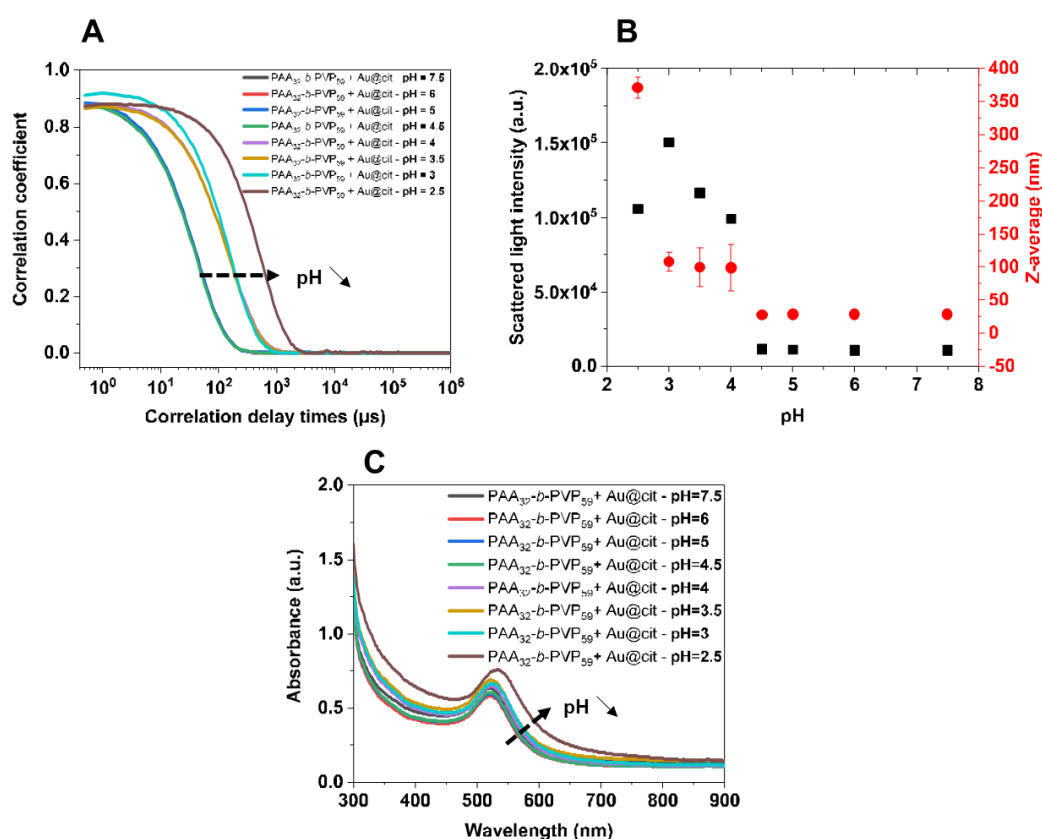 A
1.0
0.8
0.6
0.4
0.2
0.0
Correlation coefficient
PAA32-b-PVP59 + Au@cit - pH = 7.5
PAA32-b-PVP59 + Au@cit - pH = 6
PAA32-b-PVP59 + Au@cit - pH = 5
PAA32-b-PVP59 + Au@cit - pH = 4.5
PAA32-b-PVP59 + Au@cit - pH = 4
PAA32-b-PVP59 + Au@cit - pH = 3.5
PAA32-b-PVP59 + Au@cit - pH = 3
PAA32-b-PVP59 + Au@cit - pH = 2.5
pH ↘
10⁰ 10¹ 10² 10³ 10⁴ 10⁵ 10⁶
Correlation delay times (µs)
B
2.0x10⁵
1.5x10⁵
1.0x10⁵
5.0x10⁴
0.0
Scattered light intensity (a.u.)
400
350
300
250
200
150
100
50
0
-50
Z-average (nm)
2 3 4 5 6 7 8
pH
C
2.0
1.5
1.0
0.5
0.0
Absorbance (a.u.)
PAA32-b-PVP59+ Au@cit - pH=7.5
PAA32-b-PVP59+ Au@cit - pH=6
PAA32-b-PVP59+ Au@cit - pH=5
PAA32-b-PVP59+ Au@cit - pH=4.5
PAA32-b-PVP59+ Au@cit - pH=4
PAA32-b-PVP59+ Au@cit - pH=3.5
PAA32-b-PVP59+ Au@cit - pH=3
PAA32-b-PVP59+ Au@cit - pH=2.5
pH ↘
300 400 500 600 700 800 900
Wavelength (nm)